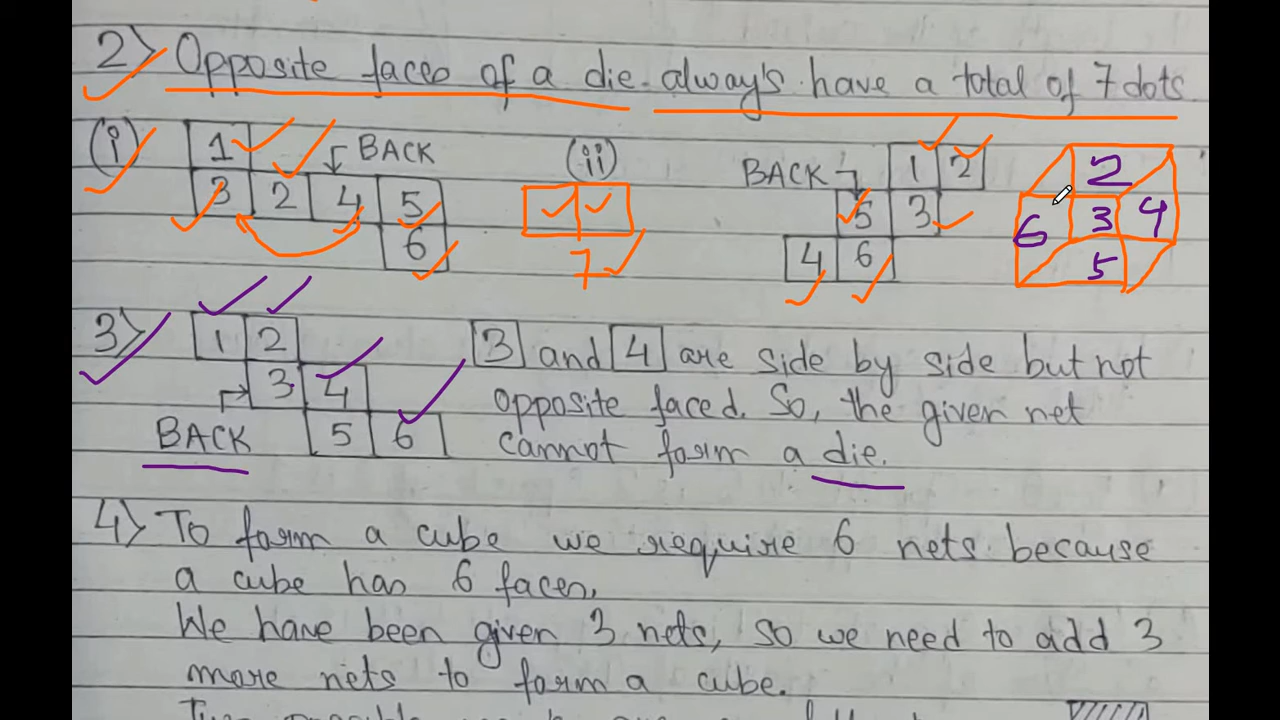 2) Opposite faces of a die always have a total of 7 dots
(i) 1 BACK (ii) BACK 1 2 2
3 2 4 5 5 3 6 3 4
6 7 4 6 5
3) 1 2 3 and 4 are side by side but not
3 4 opposite faced. So, the given net
BACK 5 6 cannot form a die.
4) To form a cube we require 6 nets because
a cube has 6 faces.
We have been given 3 nets, so we need to add 3
more nets to form a cube.